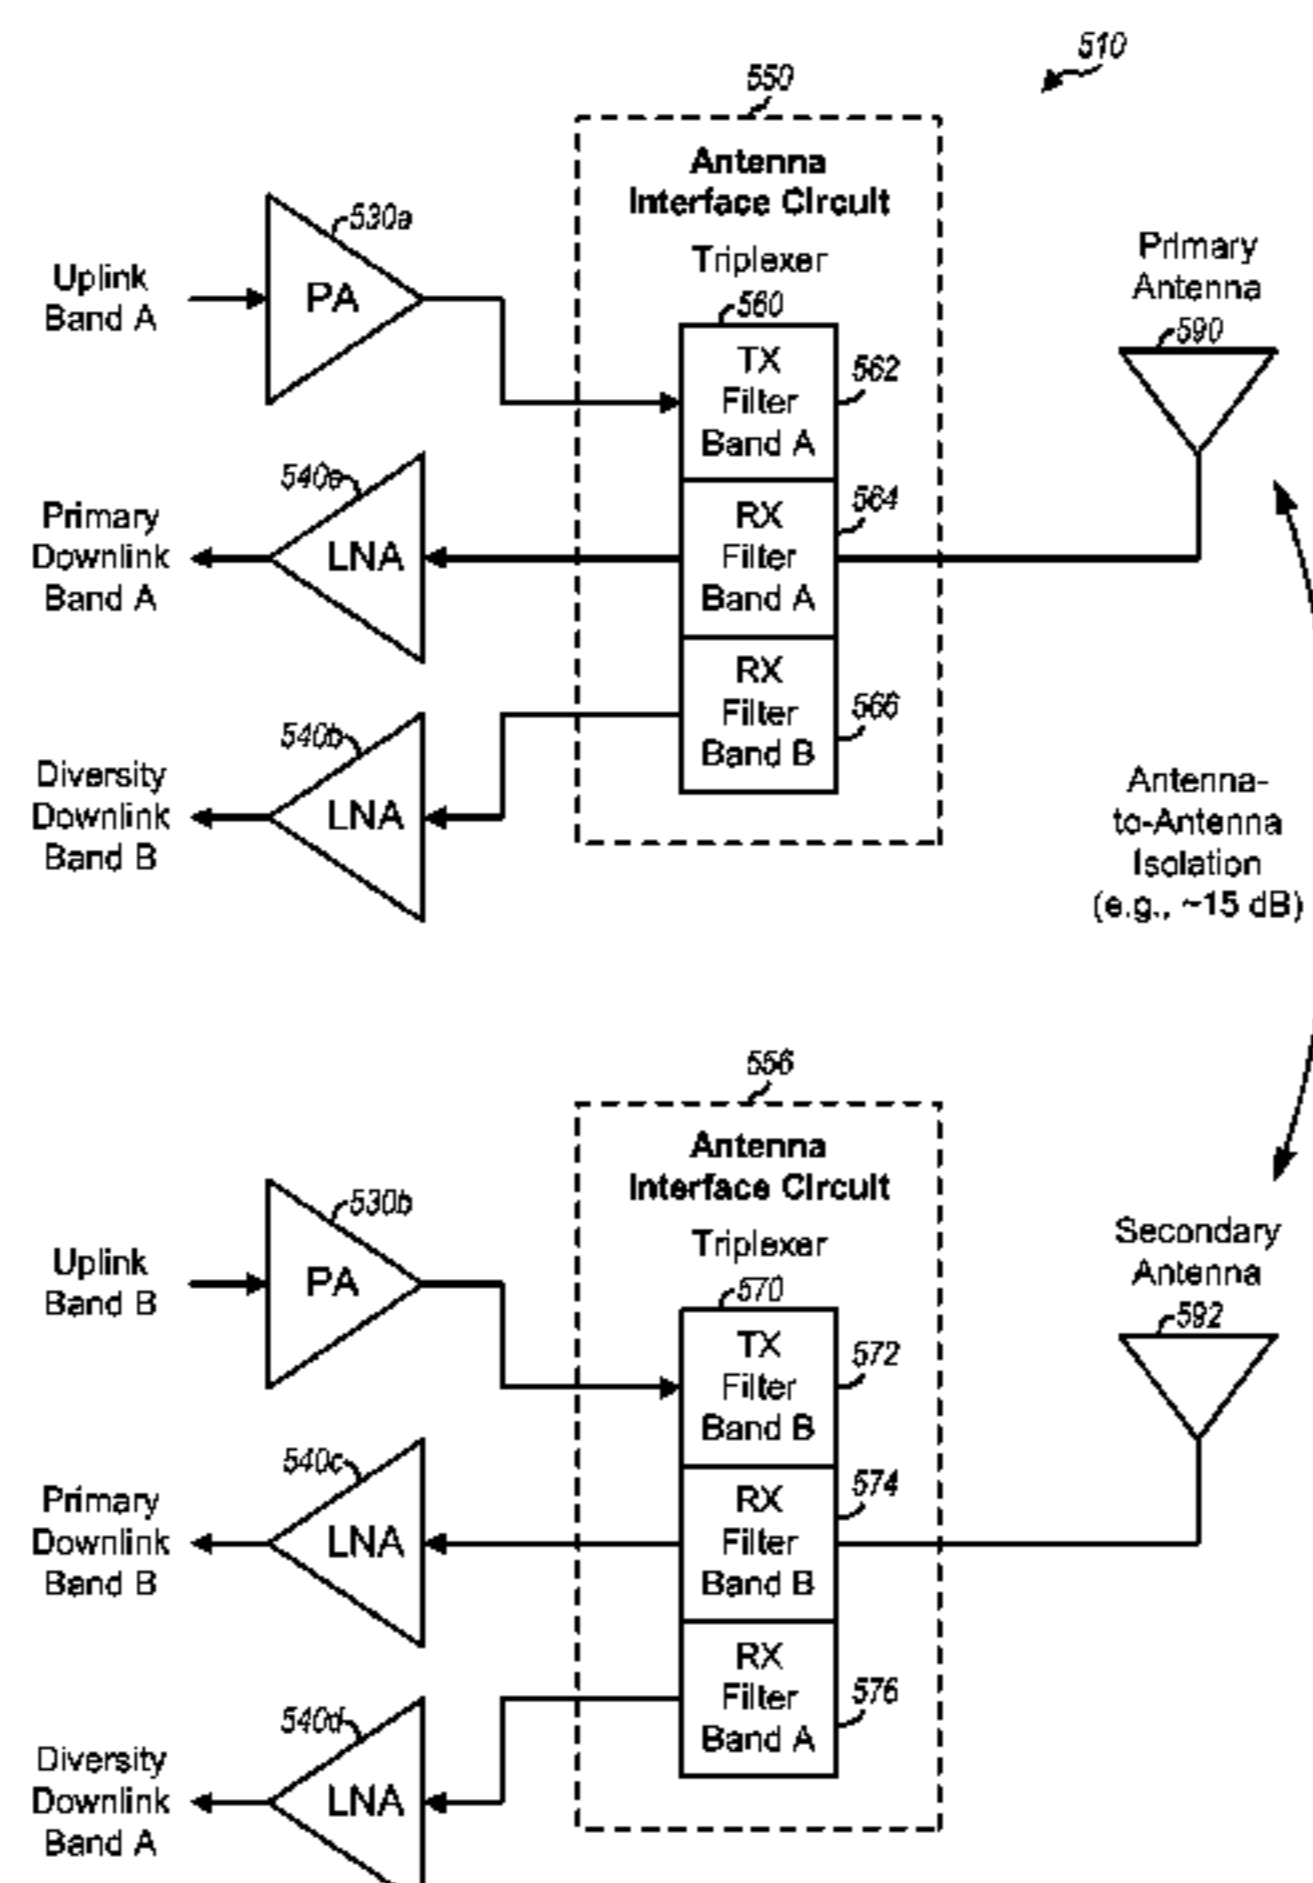 510
550
Antenna
Interface Circuit
Triplexer
560
530a
Uplink
Band A
PA
TX
Filter
Band A
562
Primary
Antenna
590
540a
Primary
Downlink
Band A
LNA
RX
Filter
Band A
564
540b
Diversity
Downlink
Band B
LNA
RX
Filter
Band B
566
Antenna-
to-Antenna
Isolation
(e.g., ~15 dB)
556
Antenna
Interface Circuit
Triplexer
570
530b
Uplink
Band B
PA
TX
Filter
Band B
572
Secondary
Antenna
592
540c
Primary
Downlink
Band B
LNA
RX
Filter
Band B
574
540d
Diversity
Downlink
Band A
LNA
RX
Filter
Band A
576